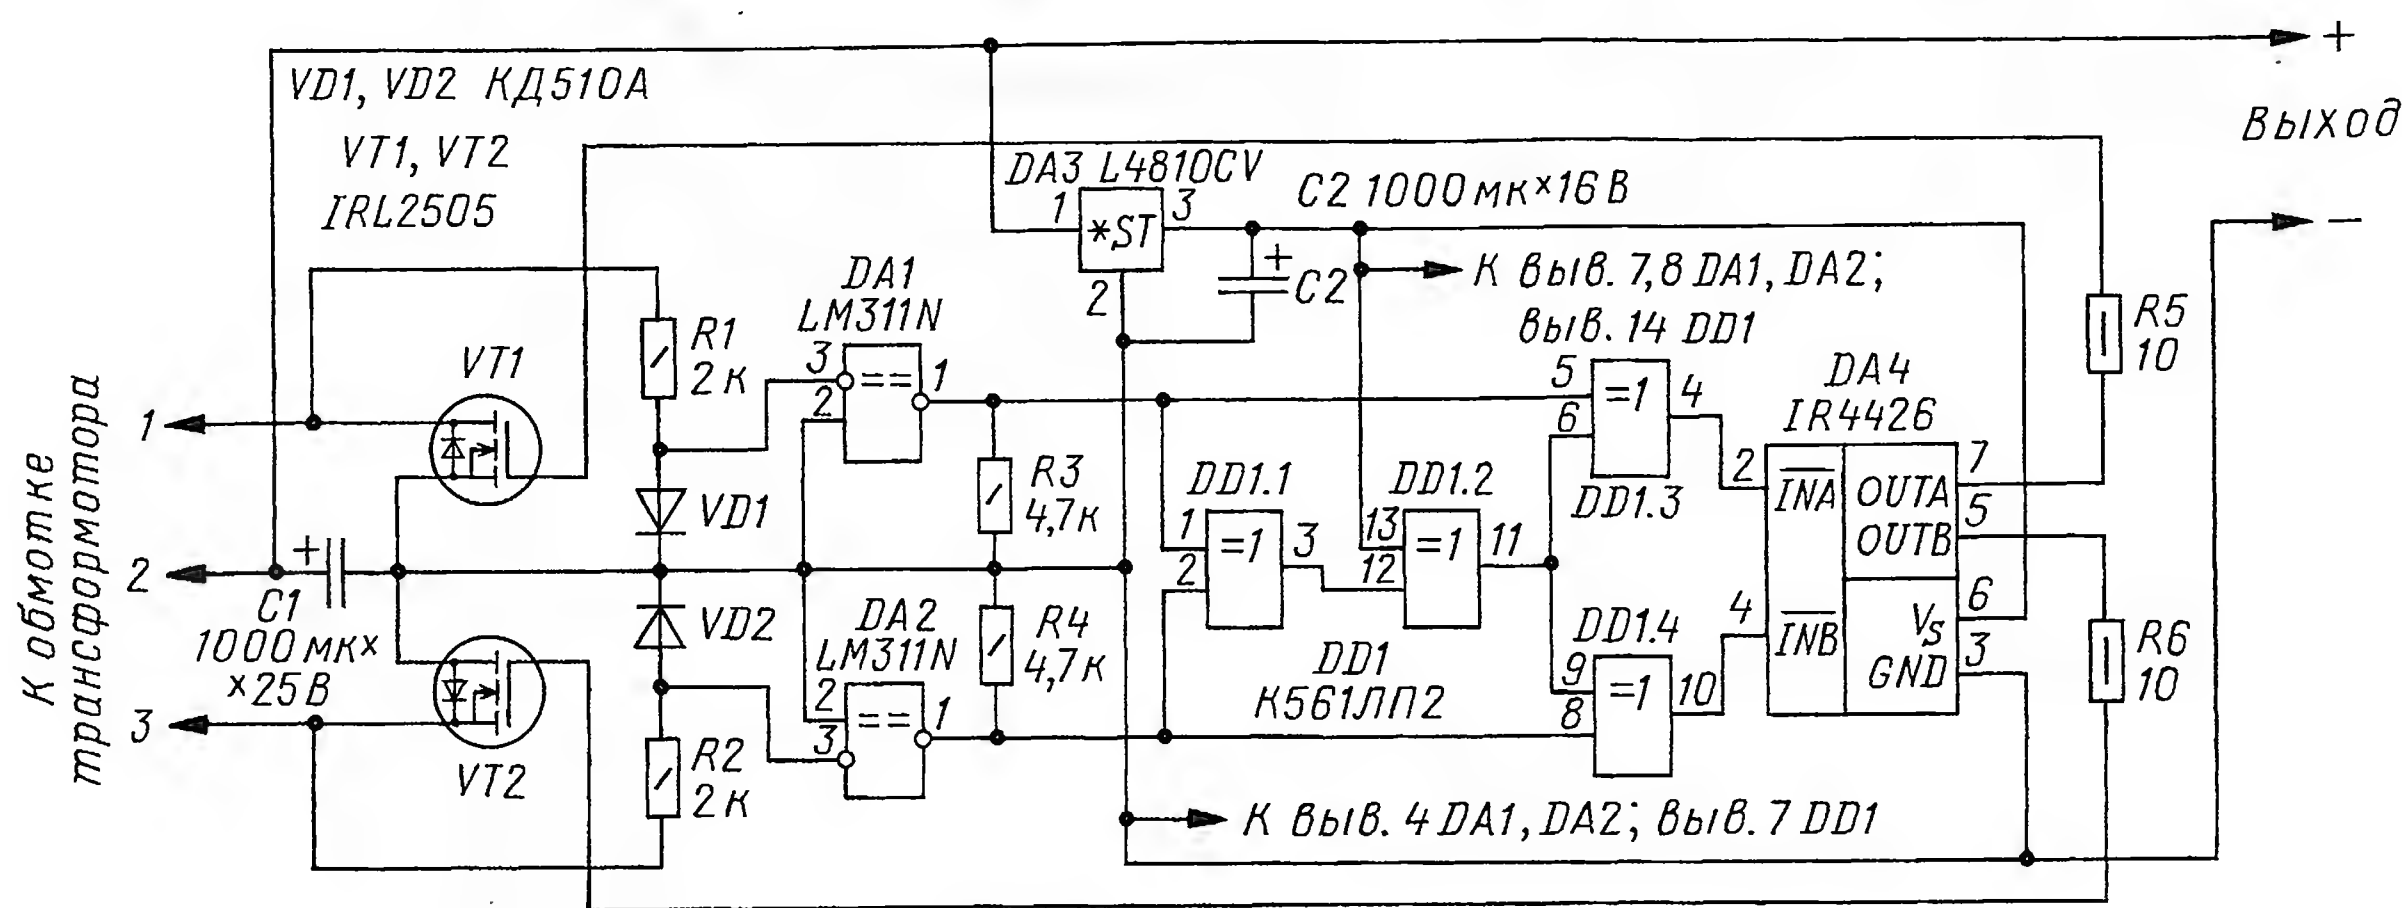 +
VD1, VD2 КД510А
Выход
VT1, VT2
IRL2505
DA3 L4810CV
C2 1000 мк×16 В
−
1
*ST
3
2
+
C2
К выв. 7,8 DA1, DA2;
выв. 14 DD1
DA1
LM311N
R1
2 к
3
==
1
2
VT1
R5
10
5
=1
4
6
DD1.3
DA4
IR4426
К обмотке
трансформотора
1
2
3
+
C1
1000 мк×
×25 В
VD1
VD2
R3
4,7 к
R4
4,7 к
DD1.1
1
=1
3
2
DD1.2
13
=1
11
12
2
INA
OUTA
7
OUTB
5
4
INB
VS
6
GND
3
DA2
LM311N
2
==
1
3
DD1
К561ЛП2
DD1.4
9
=1
10
8
R6
10
VT2
R2
2 к
К выв. 4 DA1, DA2; выв. 7 DD1